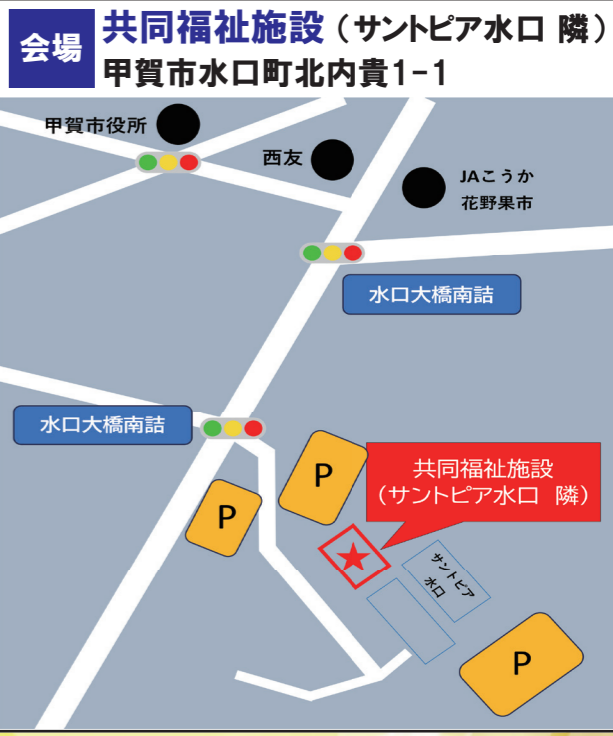 会場
共同福祉施設（サントピア水口 隣）
甲賀市水口町北内貴1-1
甲賀市役所
西友
JAこうか
花野果市
水口大橋南詰
水口大橋南詰
共同福祉施設
（サントピア水口 隣）
P
P
サントピア
水口
P